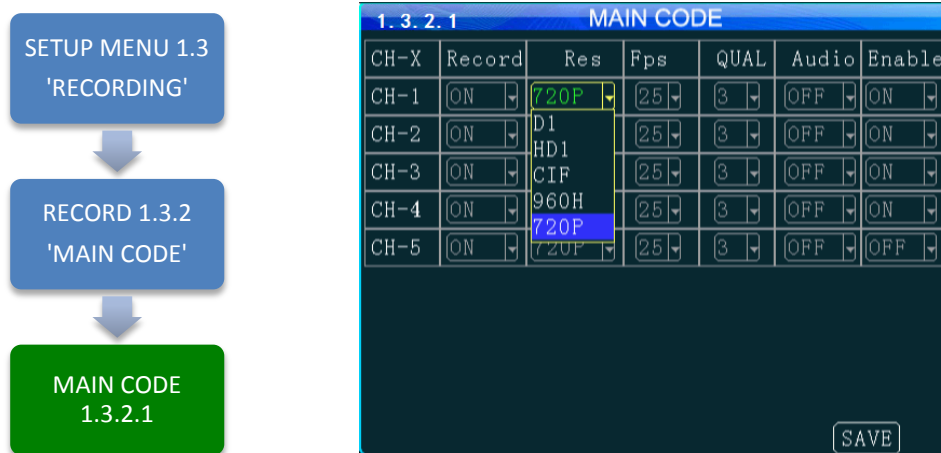 SETUP MENU 1.3
'RECORDING'
RECORD 1.3.2
'MAIN CODE'
MAIN CODE
1.3.2.1
1.3.2.1 MAIN CODE
CH-X Record Res Fps QUAL Audio Enable
CH-1 ON 720P 25 3 OFF ON
CH-2 ON 25 3 OFF ON
CH-3 ON 25 3 OFF ON
CH-4 ON 25 3 OFF ON
CH-5 ON 720P 25 3 OFF OFF
D1
HD1
CIF
960H
720P
SAVE